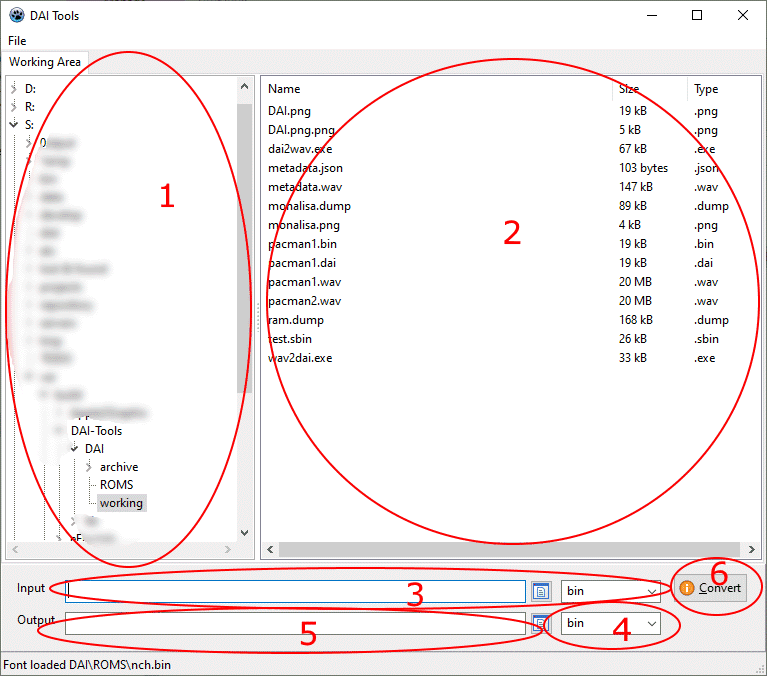 DAI Tools
File
Working Area
D:
R:
S:
1
DAI-Tools
DAI
archive
ROMS
working
Name Size Type
DAI.png 19 kB .png
DAI.png.png 5 kB .png
dai2wav.exe 67 kB .exe
metadata.json 103 bytes .json
metadata.wav 147 kB .wav
monalisa.dump 89 kB .dump
monalisa.png 4 kB .png
2
pacman1.bin 19 kB .bin
pacman1.dai 19 kB .dai
pacman1.wav 20 MB .wav
pacman2.wav 20 MB .wav
ram.dump 168 kB .dump
test.sbin 26 kB .sbin
wav2dai.exe 33 kB .exe
Input 3 bin 6 Convert
Output 5 bin 4
Font loaded DAI\ROMS\nch.bin